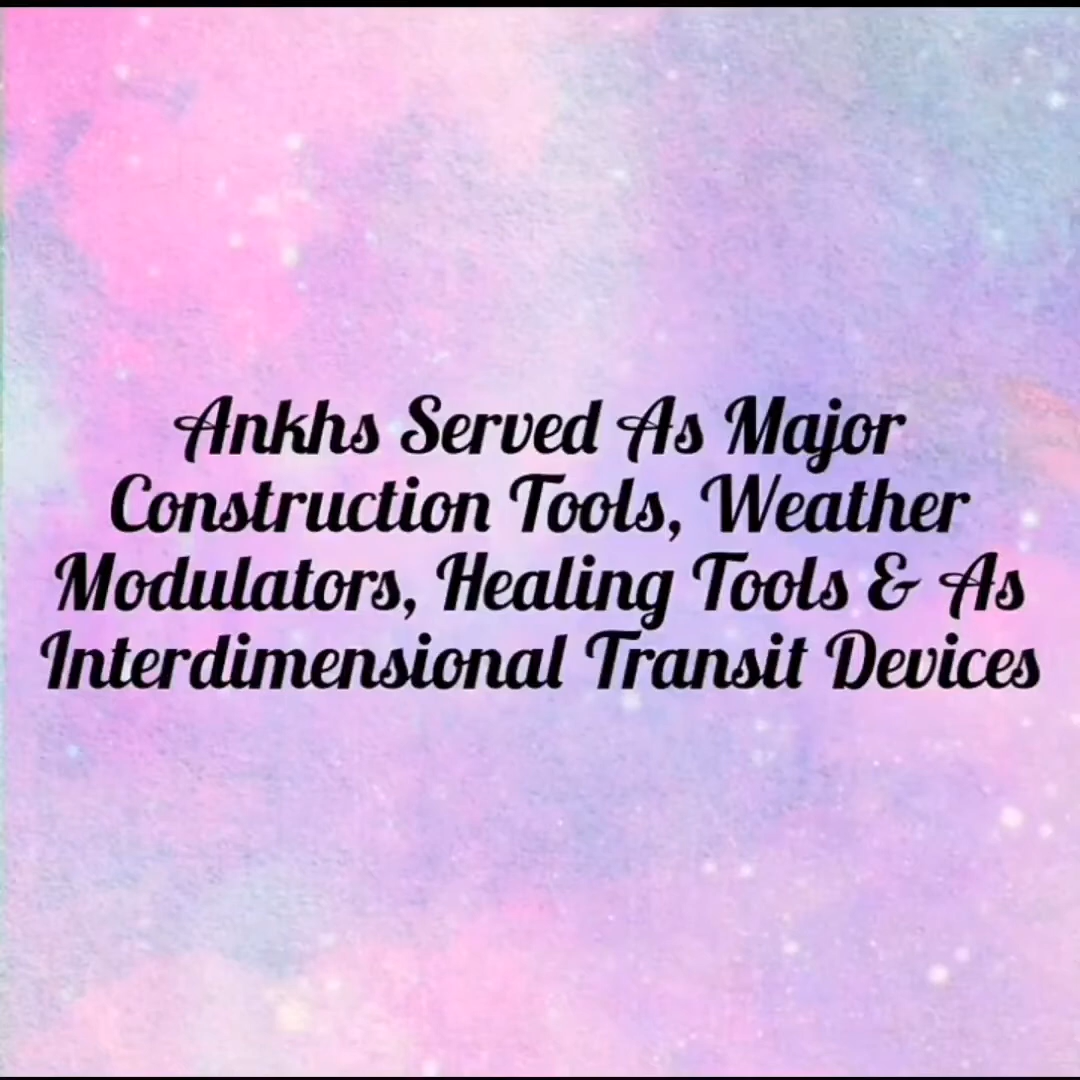 Ankhs Served As Major
Construction Tools, Weather
Modulators, Healing Tools & As
Interdimensional Transit Devices